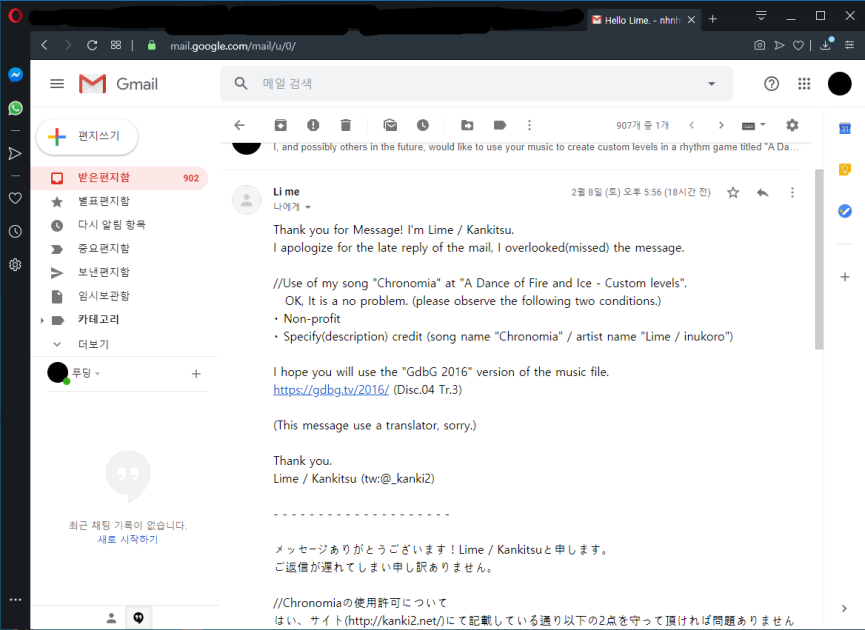 Hello Lime. - nhnh
mail.google.com/mail/u/0/
Gmail
메일 검색
편지쓰기
907개 중 1개
31
받은편지함 902
별표편지함
다시 알림 항목
중요편지함
보낸편지함
임시보관함
카테고리
더보기
푸딩
최근 채팅 기록이 없습니다.
새로 시작하기
I, and possibly others in the future, would like to use your music to create custom levels in a rhythm game titled "A Da...
Li me
2월 8일 (토) 오후 5:56 (18시간 전)
나에게
Thank you for Message! I'm Lime / Kankitsu.
I apologize for the late reply of the mail, I overlooked(missed) the message.
//Use of my song "Chronomia" at "A Dance of Fire and Ice - Custom levels".
OK, It is a no problem. (please observe the following two conditions.)
・Non-profit
・Specify(description) credit (song name "Chronomia" / artist name "Lime / inukoro")
I hope you will use the "GdbG 2016" version of the music file.
https://gdbg.tv/2016/ (Disc.04 Tr.3)
(This message use a translator, sorry.)
Thank you.
Lime / Kankitsu (tw:@_kanki2)
- - - - - - - - - - - - - - - - - - - -
メッセージありがとうございます！Lime / Kankitsuと申します。
ご返信が遅れてしまい申し訳ありません。
//Chronomiaの使用許可について
はい、サイト(http://kanki2.net/)にて記載している通り以下の2点を守って頂ければ問題ありません